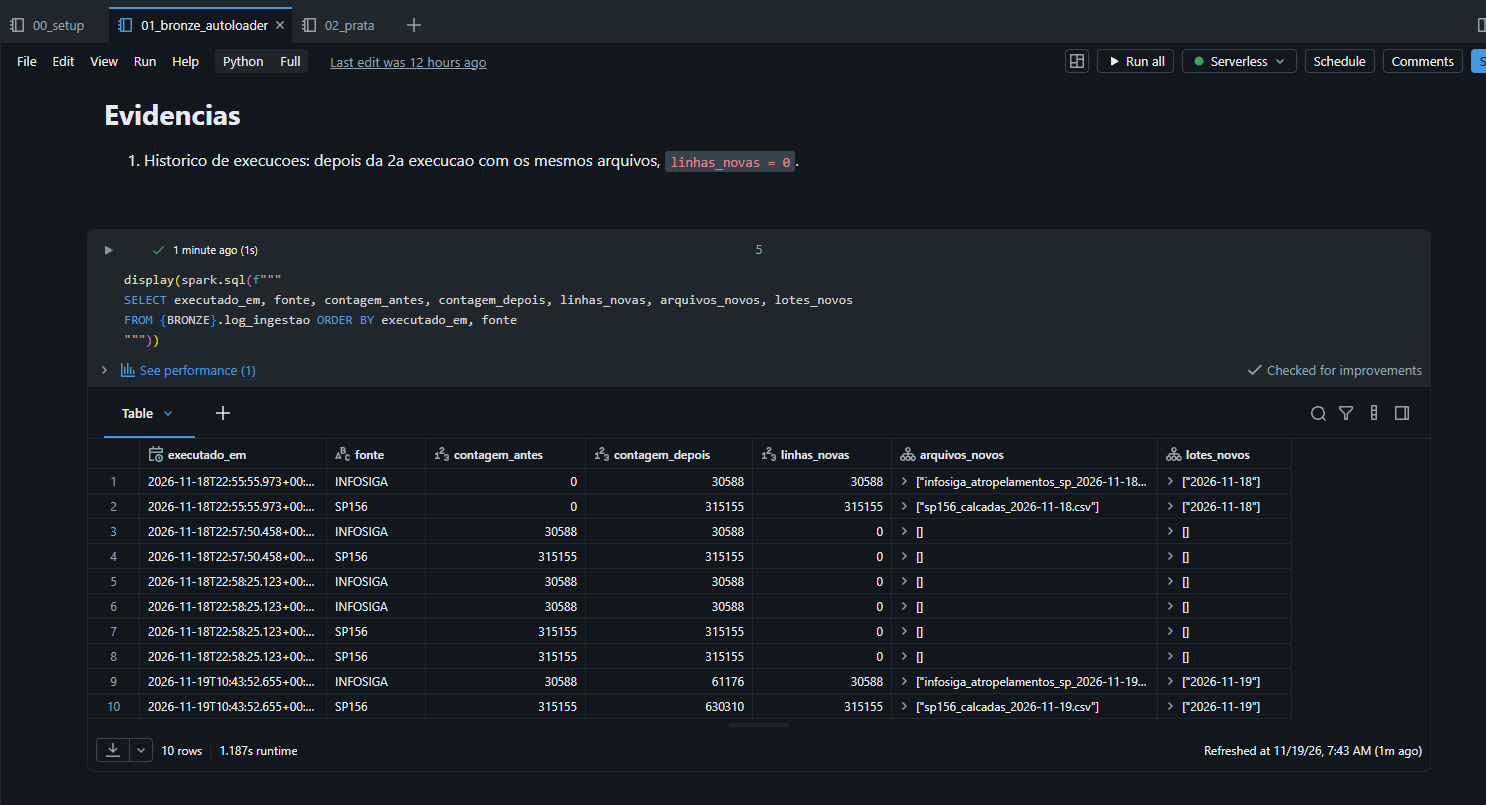 00_setup 01_bronze_autoloader 02_prata
File Edit View Run Help Python Full Last edit was 12 hours ago Run all Serverless Schedule Comments S
Evidencias
1. Historico de execucoes: depois da 2a execucao com os mesmos arquivos, linhas_novas = 0.
1 minute ago (1s) 5
display(spark.sql(f"""
SELECT executado_em, fonte, contagem_antes, contagem_depois, linhas_novas, arquivos_novos, lotes_novos
FROM {BRONZE}.log_ingestao ORDER BY executado_em, fonte
"""))
See performance (1) Checked for improvements
Table
executado_em fonte contagem_antes contagem_depois linhas_novas arquivos_novos lotes_novos
1 2026-11-18T22:55:55.973+00:... INFOSIGA 0 30588 30588 ["infosiga_atropelamentos_sp_2026-11-18... ["2026-11-18"]
2 2026-11-18T22:55:55.973+00:... SP156 0 315155 315155 ["sp156_calcadas_2026-11-18.csv"] ["2026-11-18"]
3 2026-11-18T22:57:50.458+00:... INFOSIGA 30588 30588 0 [] []
4 2026-11-18T22:57:50.458+00:... SP156 315155 315155 0 [] []
5 2026-11-18T22:58:25.123+00:... INFOSIGA 30588 30588 0 [] []
6 2026-11-18T22:58:25.123+00:... INFOSIGA 30588 30588 0 [] []
7 2026-11-18T22:58:25.123+00:... SP156 315155 315155 0 [] []
8 2026-11-18T22:58:25.123+00:... SP156 315155 315155 0 [] []
9 2026-11-19T10:43:52.655+00:... INFOSIGA 30588 61176 30588 ["infosiga_atropelamentos_sp_2026-11-19... ["2026-11-19"]
10 2026-11-19T10:43:52.655+00:... SP156 315155 630310 315155 ["sp156_calcadas_2026-11-19.csv"] ["2026-11-19"]
10 rows 1.187s runtime Refreshed at 11/19/26, 7:43 AM (1m ago)